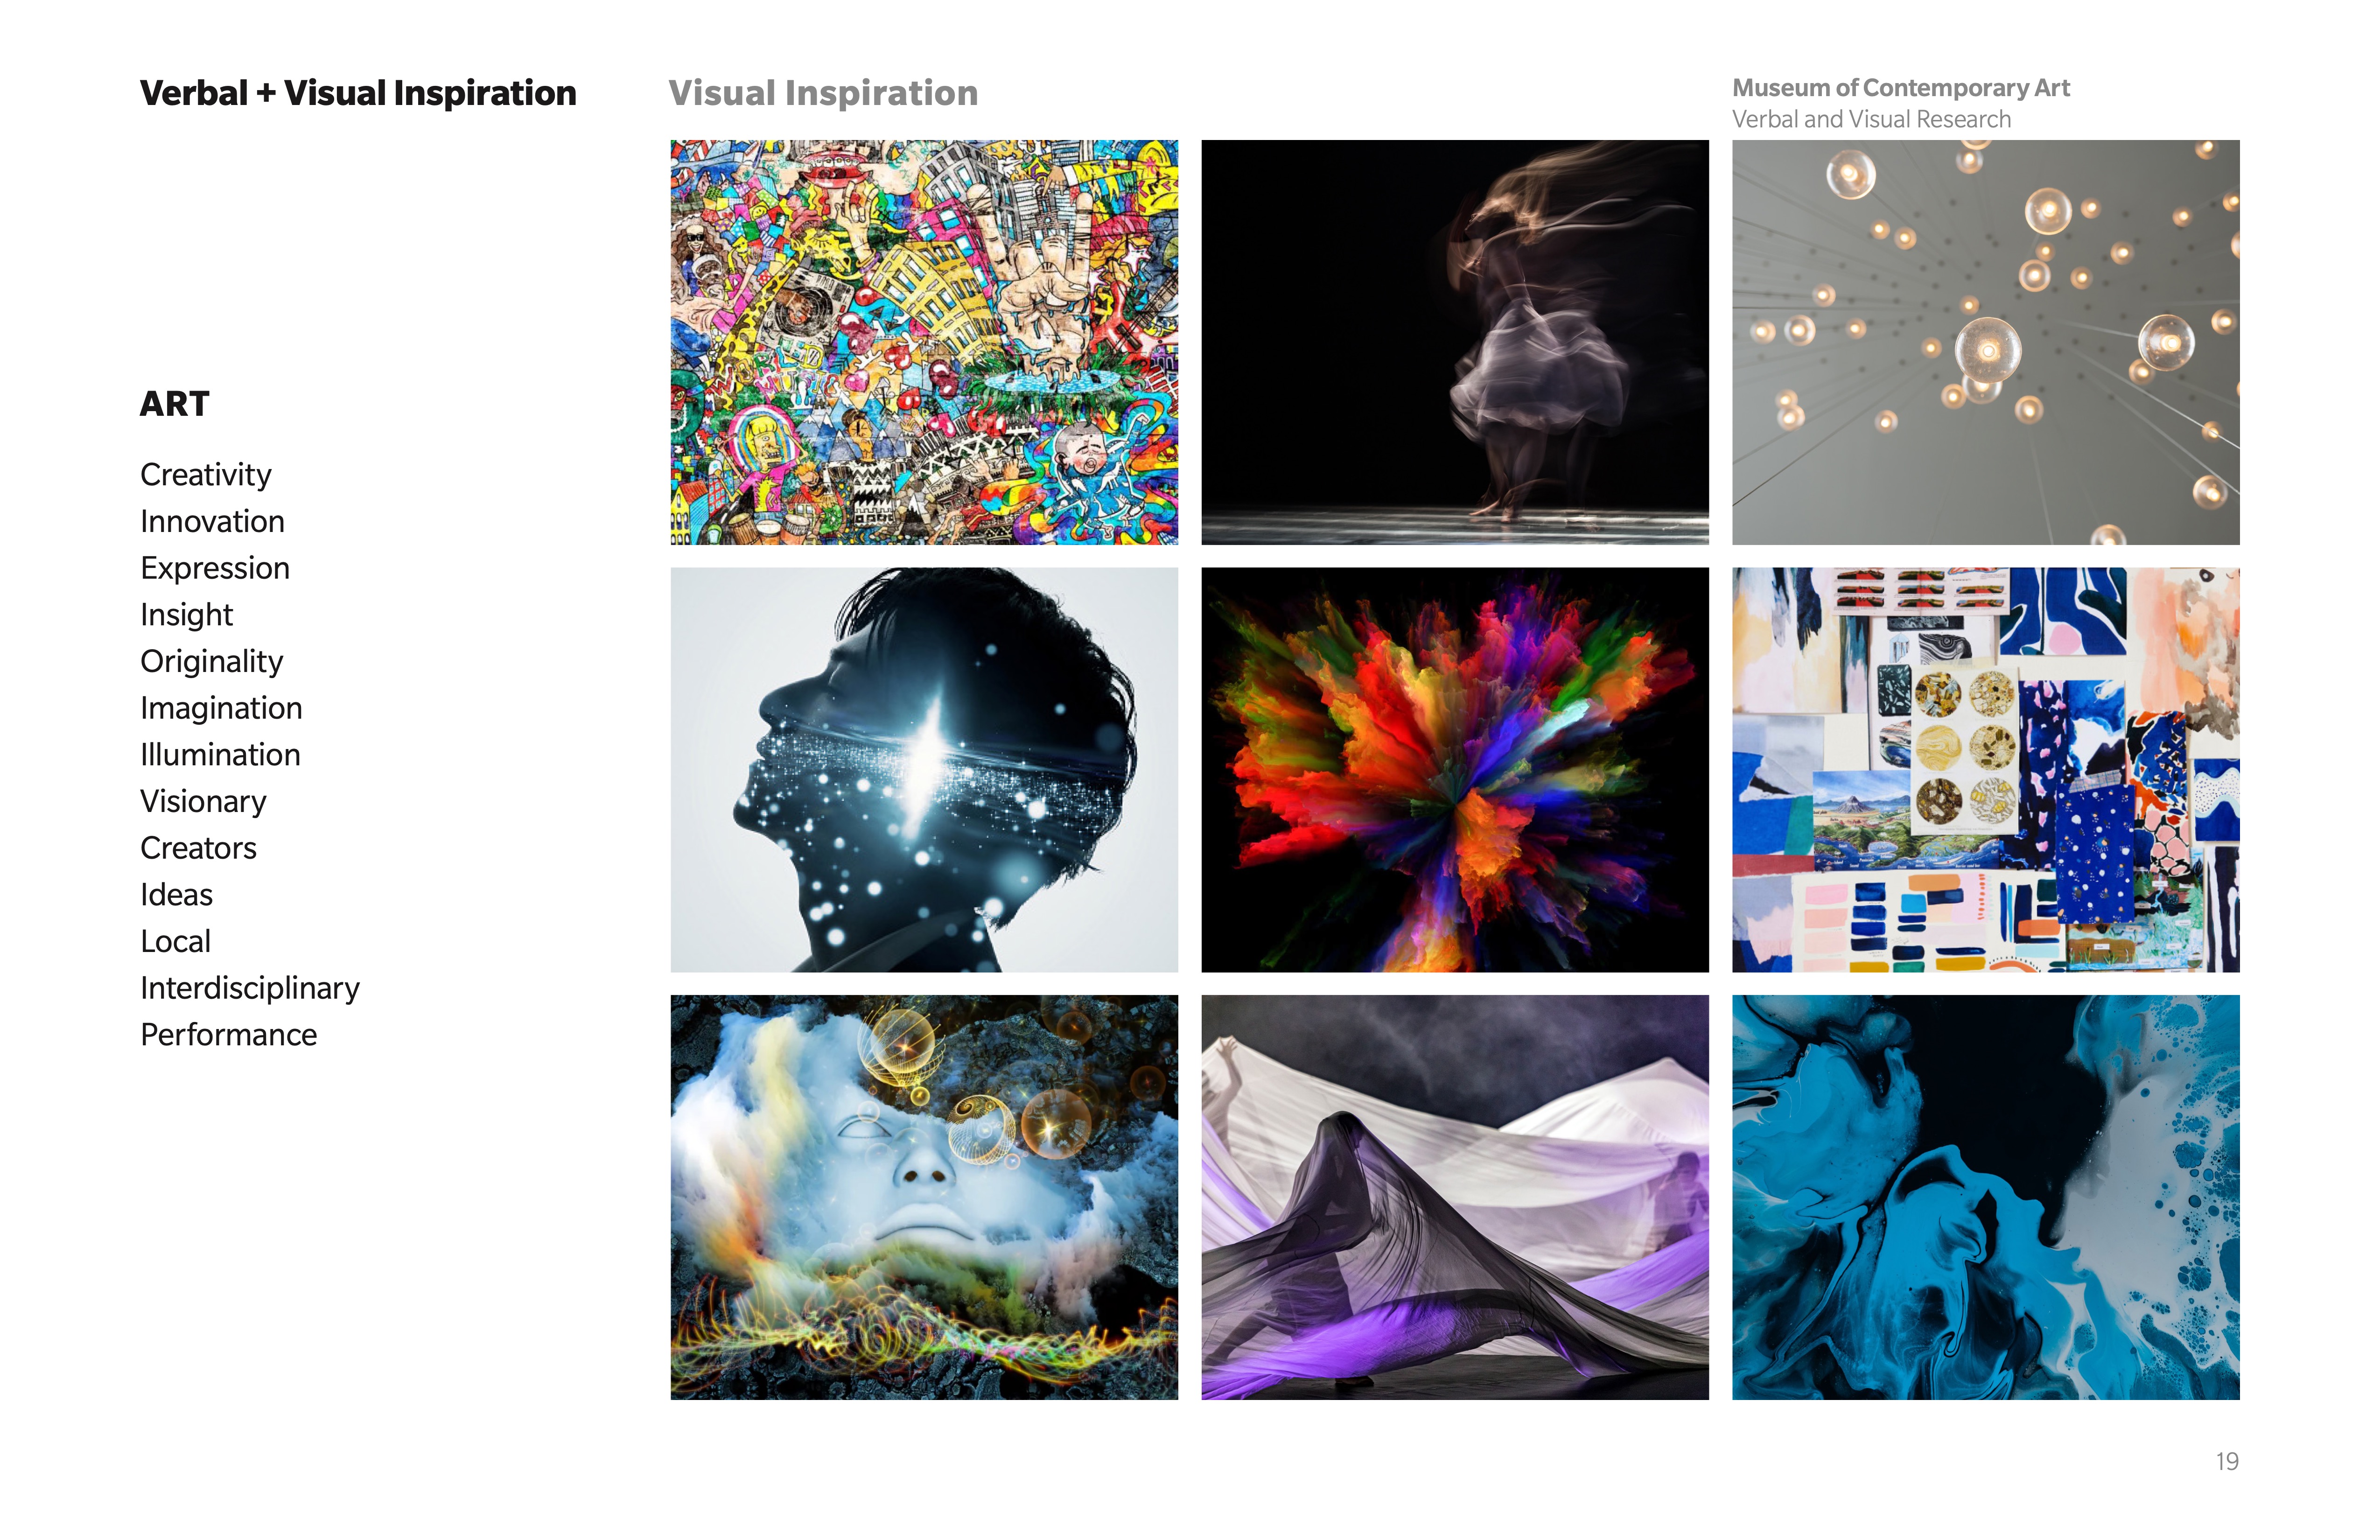 Verbal + Visual Inspiration
Visual Inspiration
Museum of Contemporary Art
Verbal and Visual Research
ART
Creativity
Innovation
Expression
Insight
Originality
Imagination
Illumination
Visionary
Creators
Ideas
Local
Interdisciplinary
Performance
19